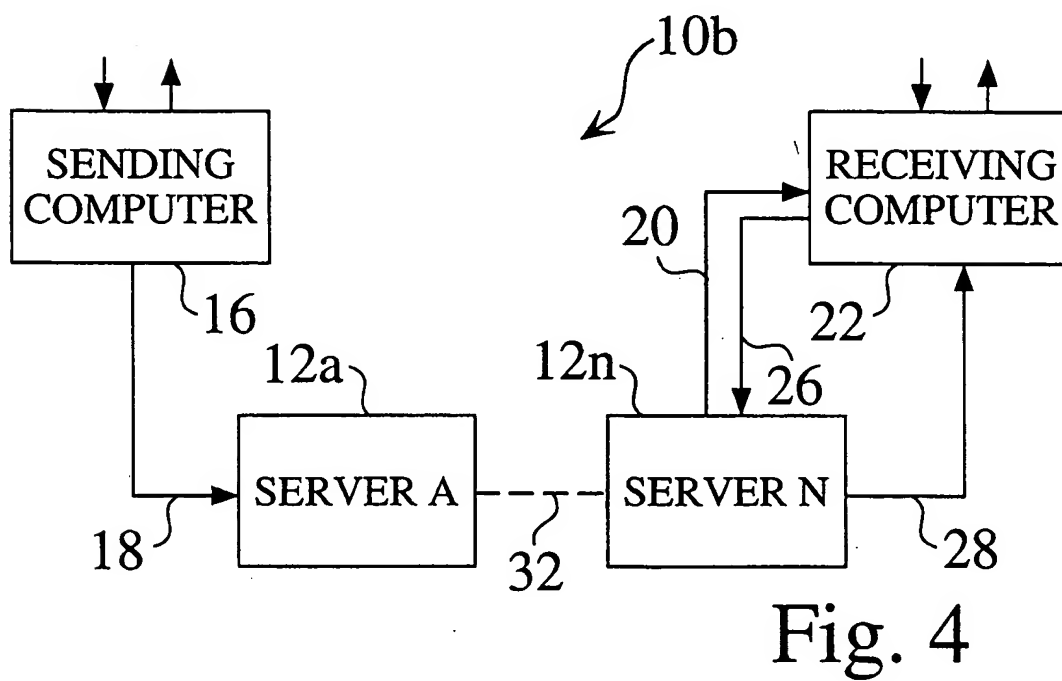 10b
SENDING
COMPUTER
RECEIVING
COMPUTER
20
16
22
12a
12n
26
SERVER A
SERVER N
18
32
28
Fig. 4